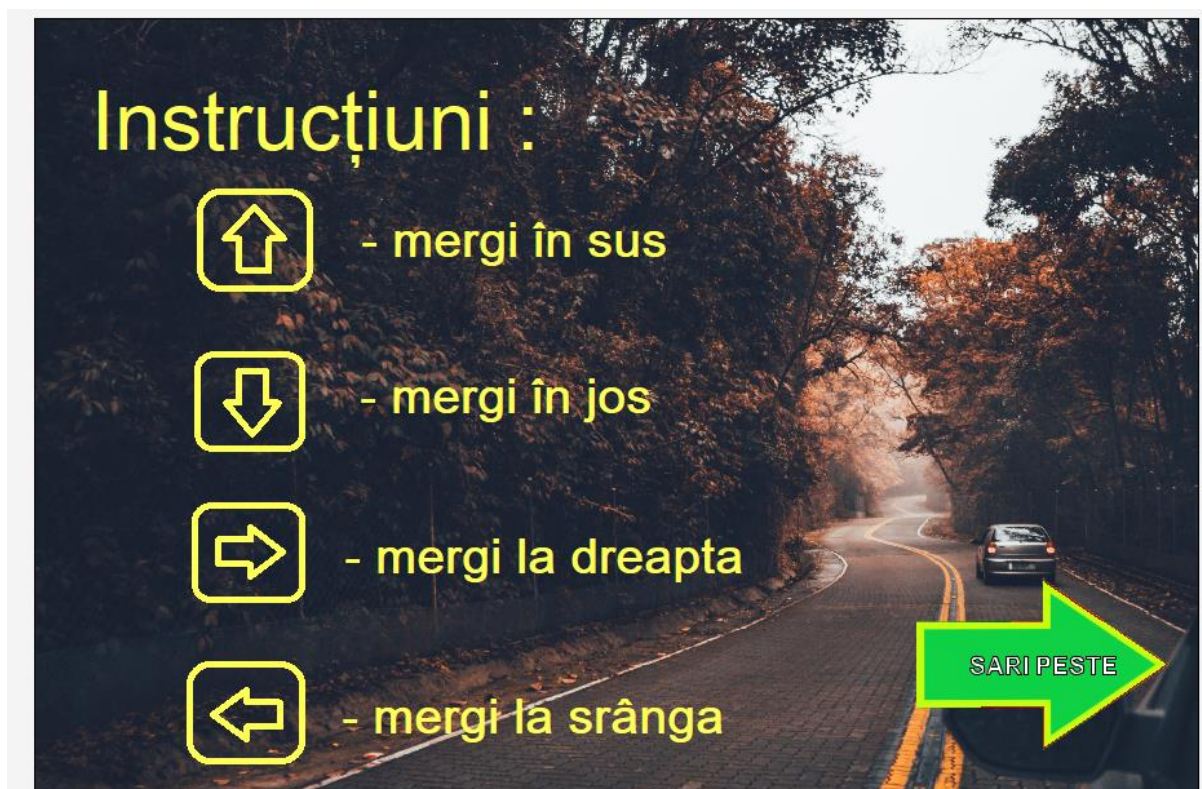 Instrucțiuni :
- mergi în sus
- mergi în jos
- mergi la dreapta
SARI PESTE
- mergi la srânga